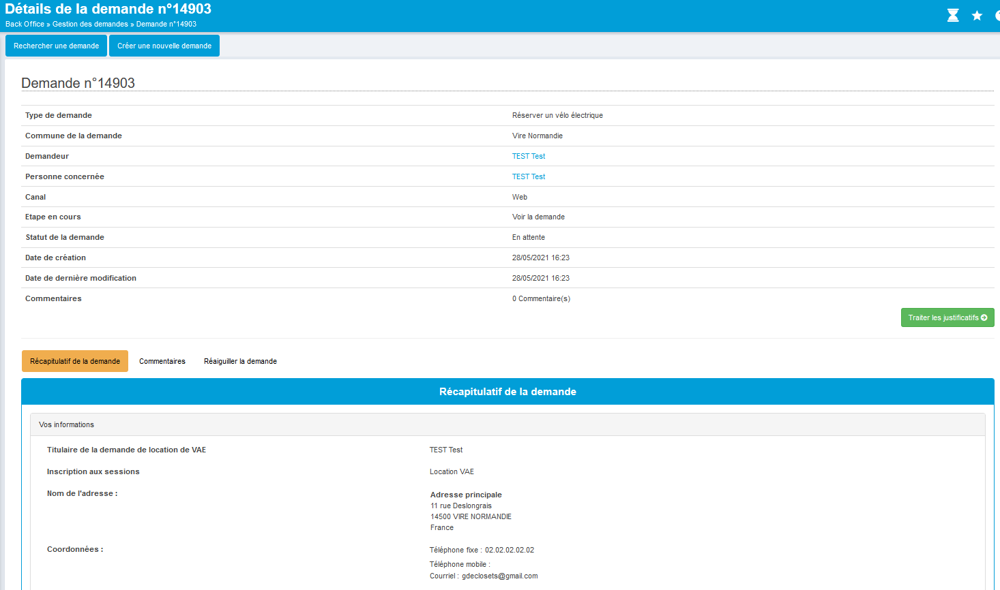 Détails de la demande n°14903
Back Office » Gestion des demandes » Demande n°14903
Rechercher une demande
Créer une nouvelle demande
Demande n°14903
Type de demande Réserver un vélo électrique
Commune de la demande Vire Normandie
Demandeur TEST Test
Personne concernée TEST Test
Canal Web
Etape en cours Voir la demande
Statut de la demande En attente
Date de création 28/05/2021 16:23
Date de dernière modification 28/05/2021 16:23
Commentaires 0 Commentaire(s)
Traiter les justificatifs
Récapitulatif de la demande Commentaires Réaiguiller la demande
Récapitulatif de la demande
Vos informations
Titulaire de la demande de location de VAE TEST Test
Inscription aux sessions Location VAE
Nom de l'adresse : Adresse principale
11 rue Deslongrais
14500 VIRE NORMANDIE
France
Coordonnées : Téléphone fixe : 02.02.02.02.02
Téléphone mobile :
Courriel : gdeclosets@gmail.com